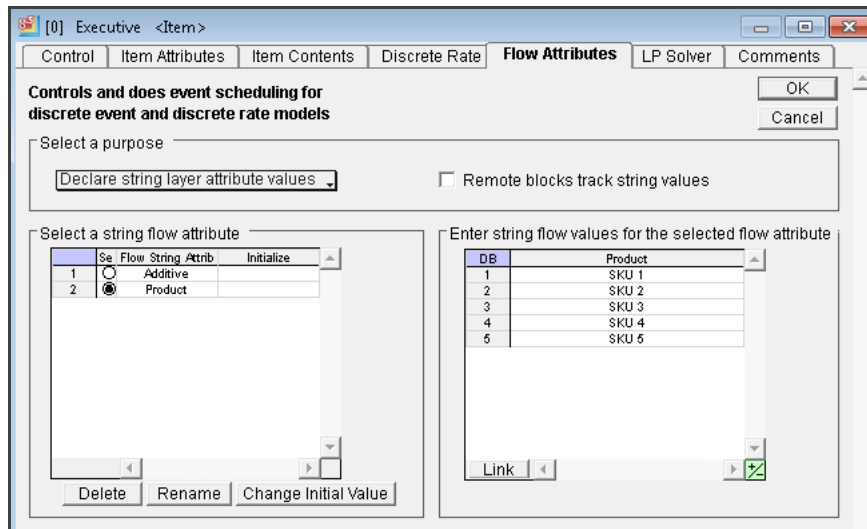 [0] Executive <Item>
Control Item Attributes Item Contents Discrete Rate Flow Attributes LP Solver Comments
Controls and does event scheduling for
discrete event and discrete rate models
OK
Cancel
Select a purpose
Declare string layer attribute values
Remote blocks track string values
Select a string flow attribute
Se Flow String Attrib Initialize
1 Additive
2 Product
Delete Rename Change Initial Value
Enter string flow values for the selected flow attribute
DB Product
1 SKU 1
2 SKU 2
3 SKU 3
4 SKU 4
5 SKU 5
Link